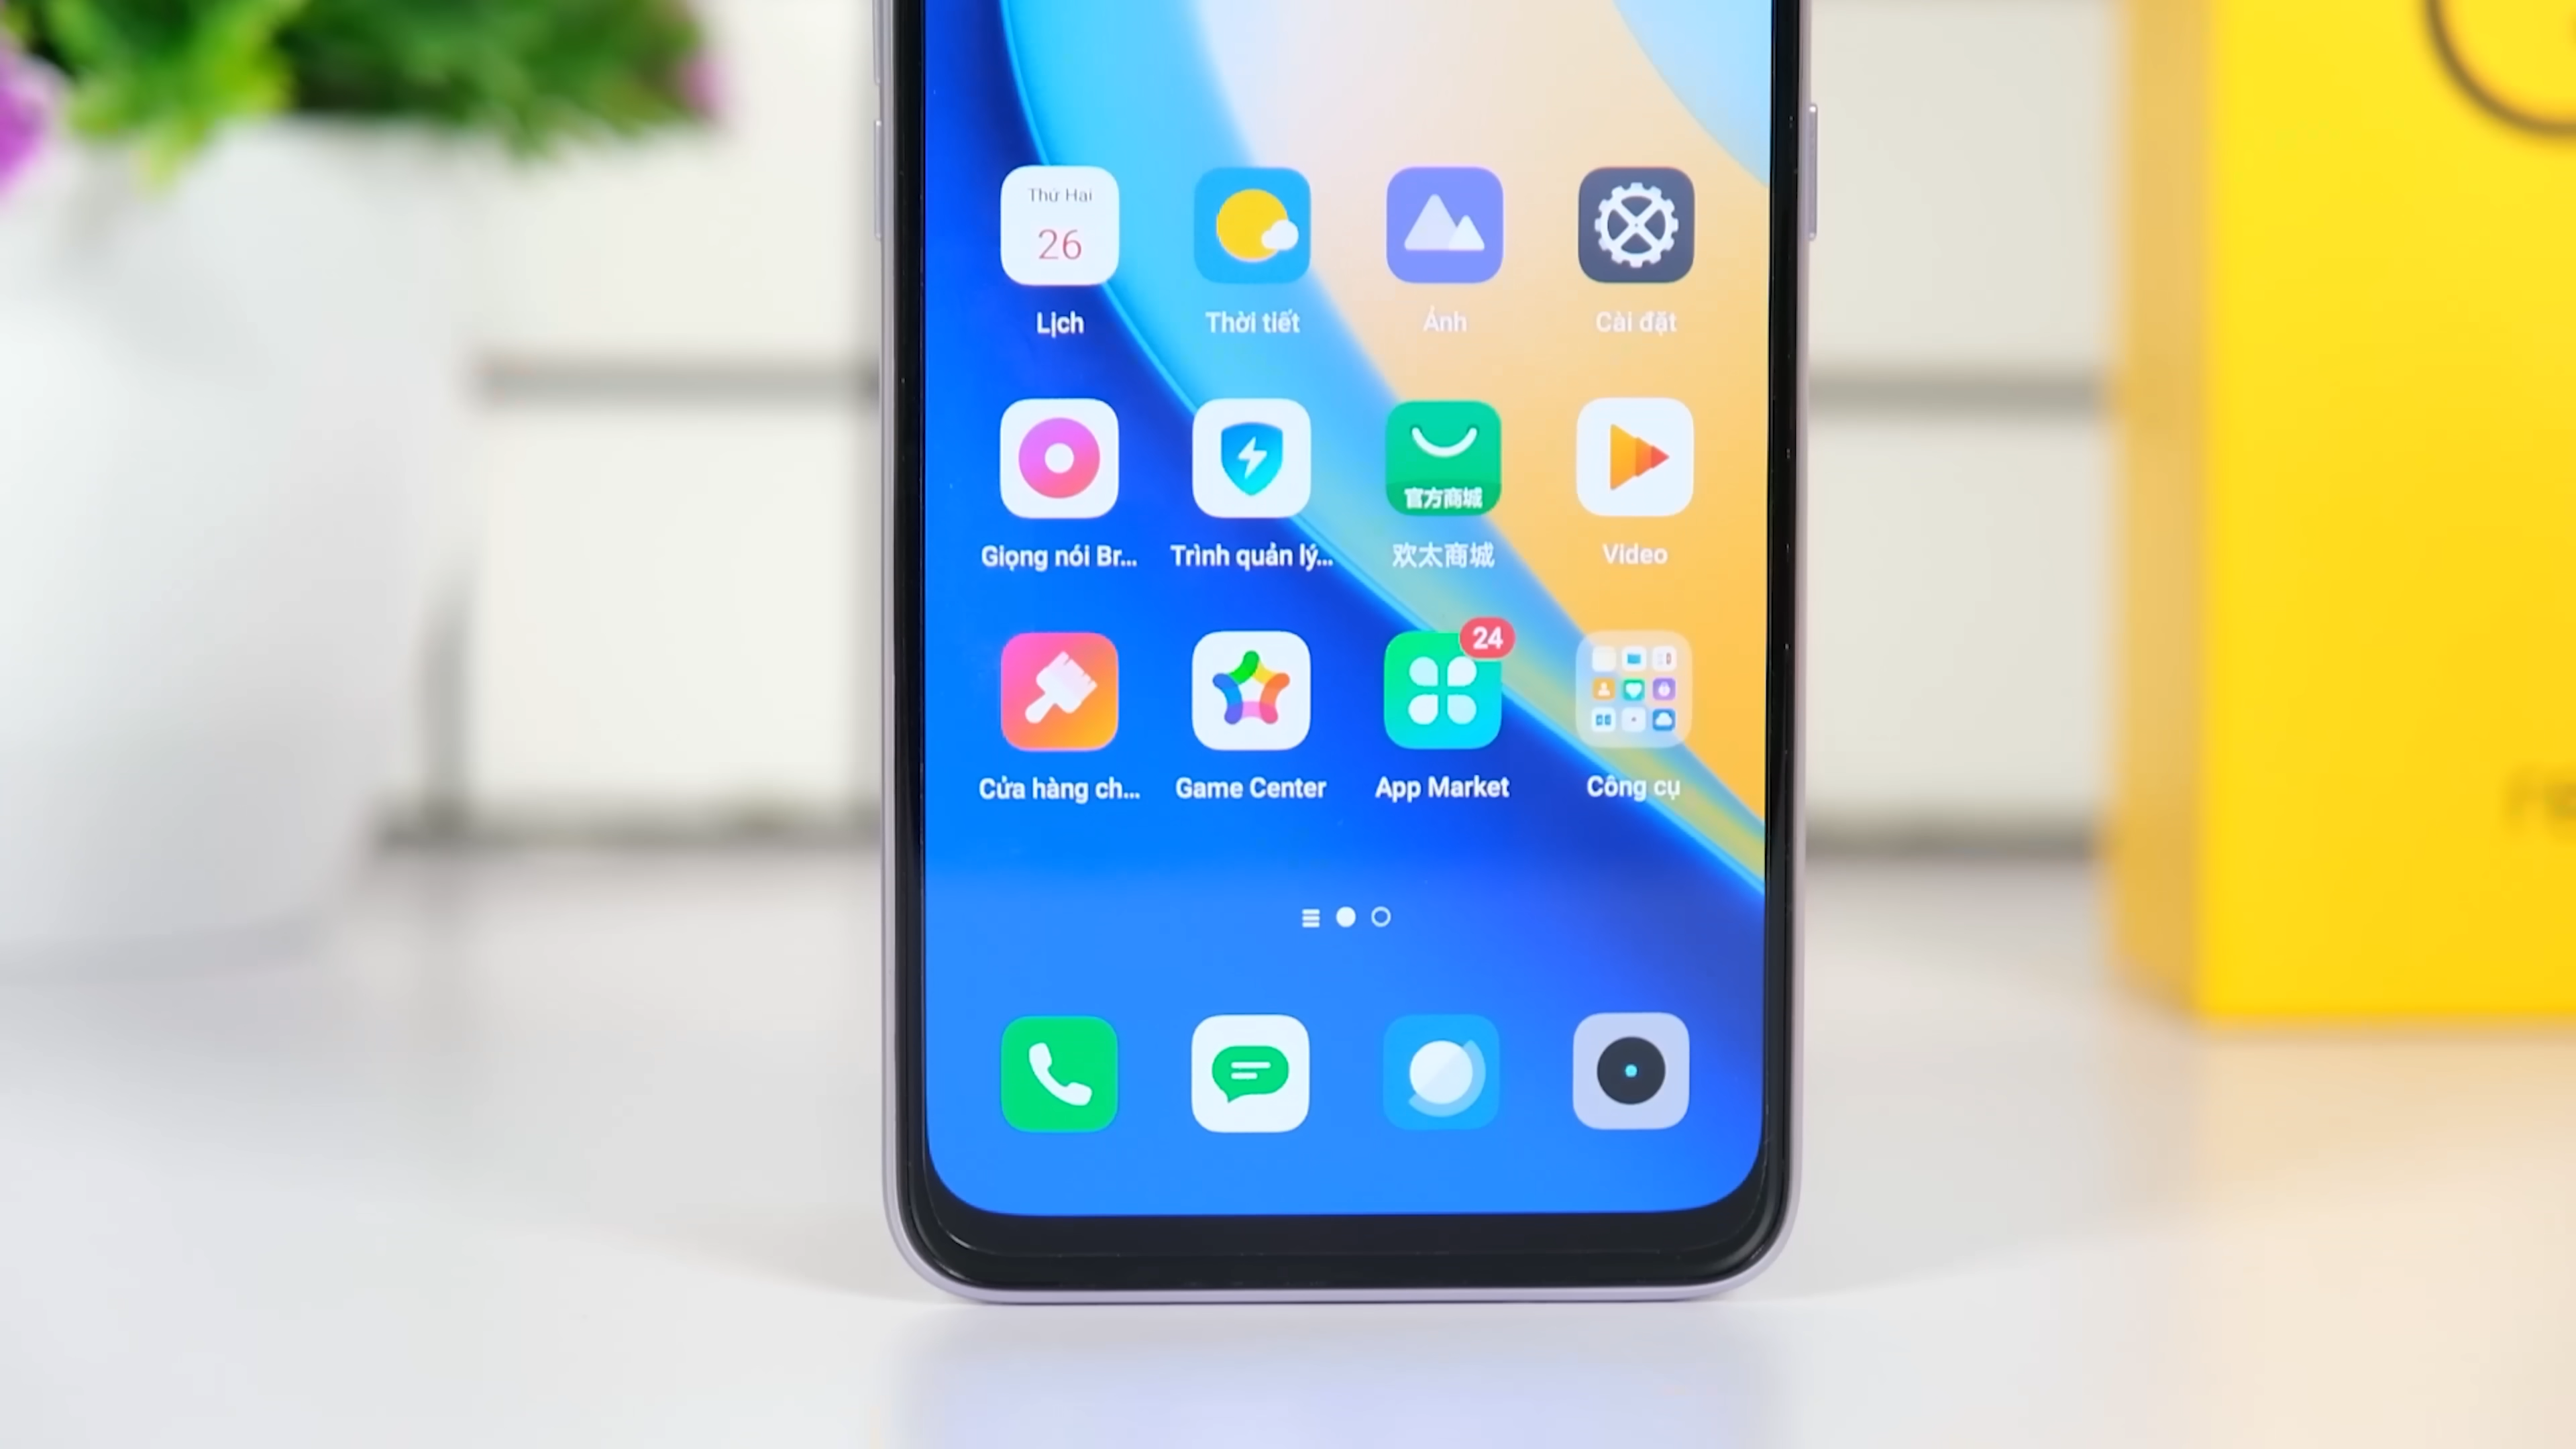 Thứ Hai
26
Lịch
Thời tiết
Ảnh
Cài đặt
官方商城
Giọng nói Br...
Trình quản lý...
欢太商城
Video
24
Cửa hàng ch...
Game Center
App Market
Công cụ